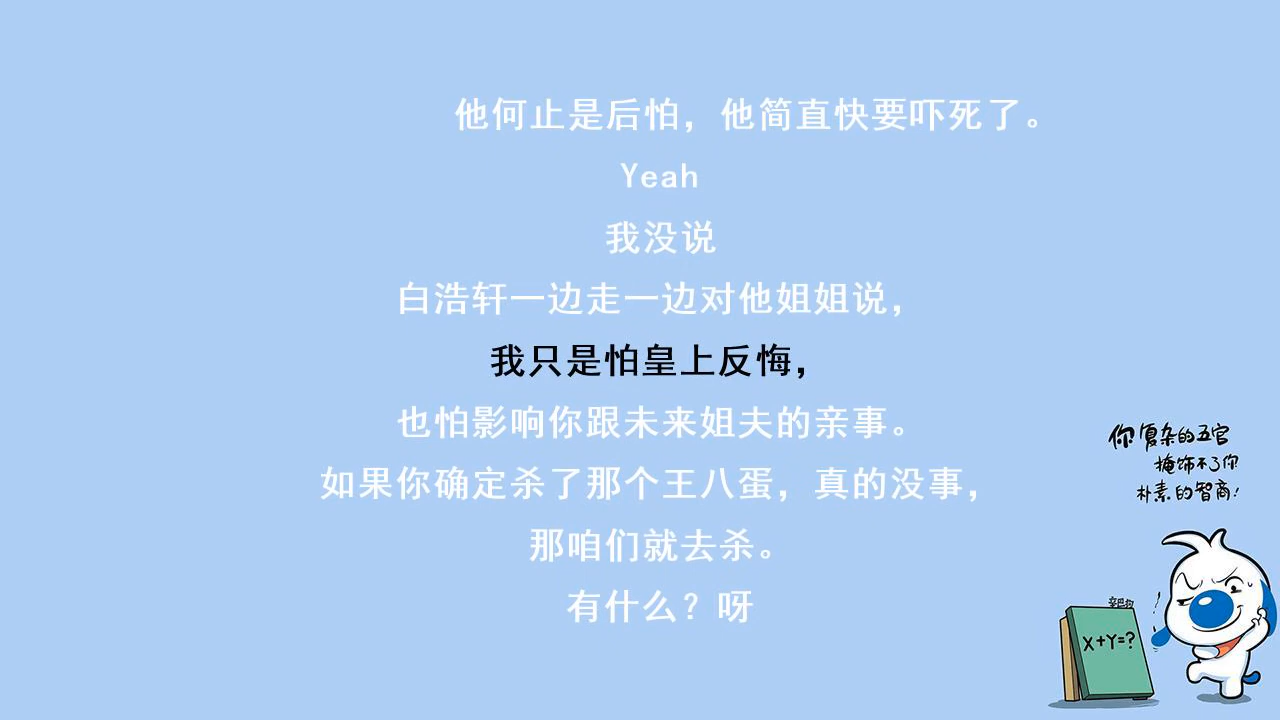 他何止是后怕，他简直快要吓死了。
Yeah
我没说
白浩轩一边走一边对他姐姐说，
我只是怕皇上反悔，
也怕影响你跟未来姐夫的亲事。
如果你确定杀了那个王八蛋，真的没事，
那咱们就去杀。
有什么？呀
你复杂的五官
掩饰不了你
朴素的智商！
X+Y=?